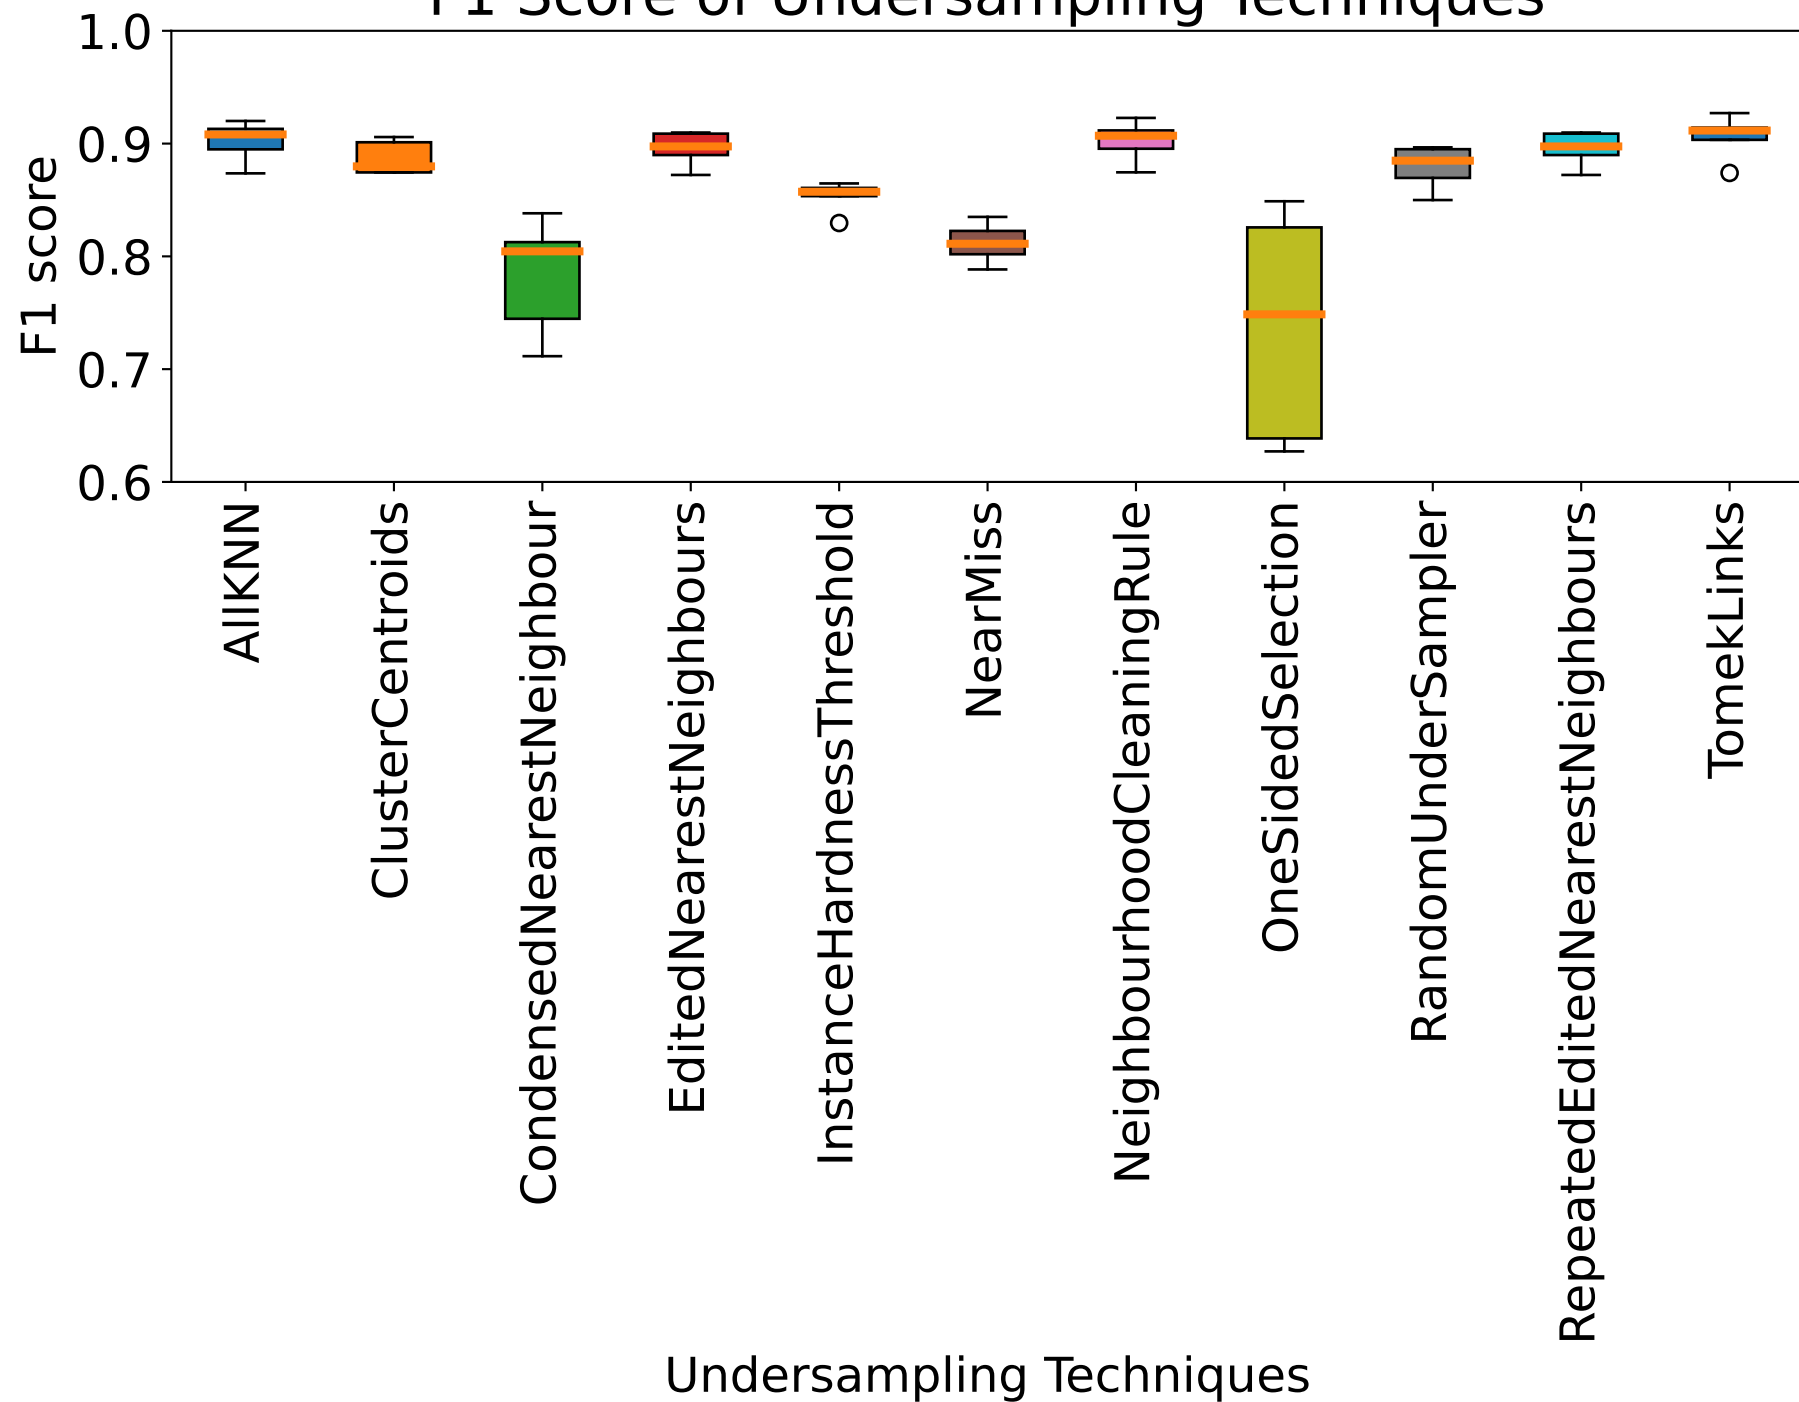 F1 Score of Undersampling Techniques
1.0
0.9
0.8
0.7
0.6
F1 score
AllKNN
ClusterCentroids
CondensedNearestNeighbour
EditedNearestNeighbours
InstanceHardnessThreshold
NearMiss
NeighbourhoodCleaningRule
OneSidedSelection
RandomUnderSampler
RepeatedEditedNearestNeighbours
TomekLinks
Undersampling Techniques